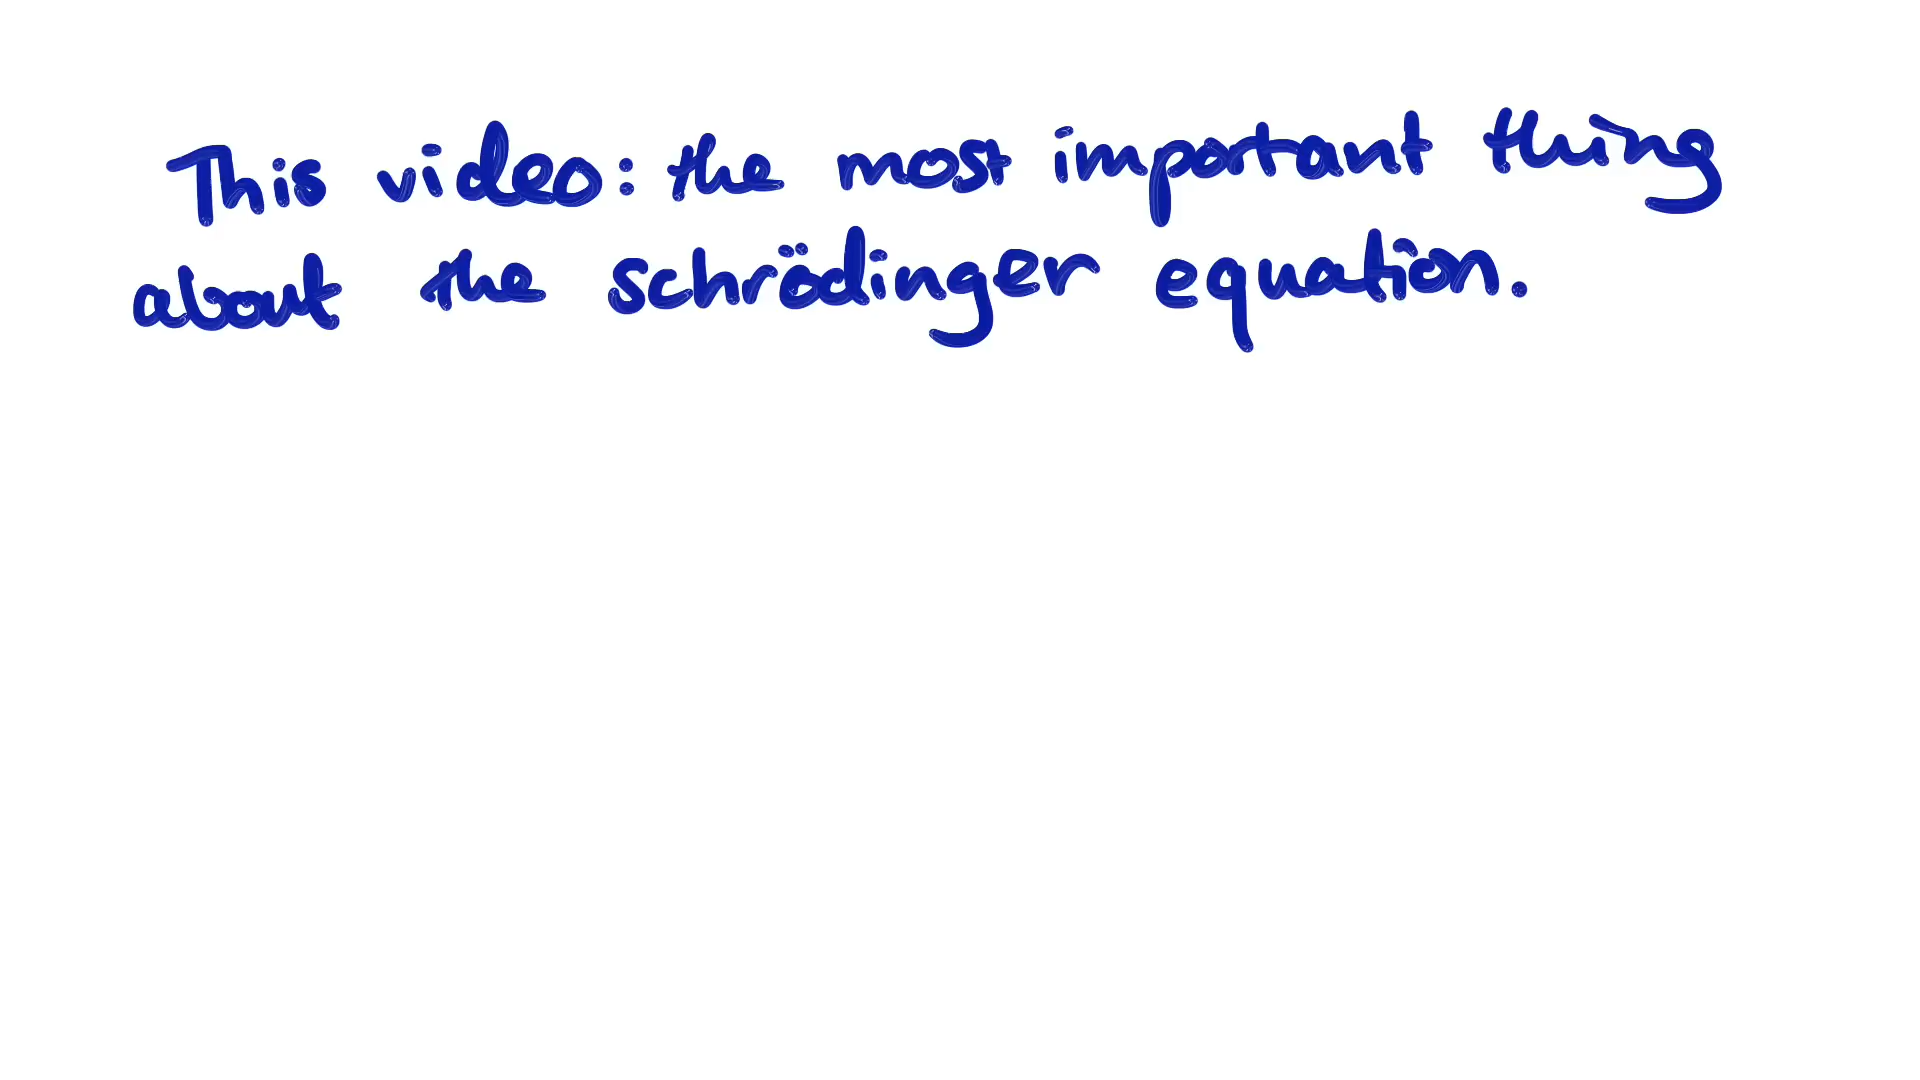 This video: the most important thing
about the schrödinger equation.